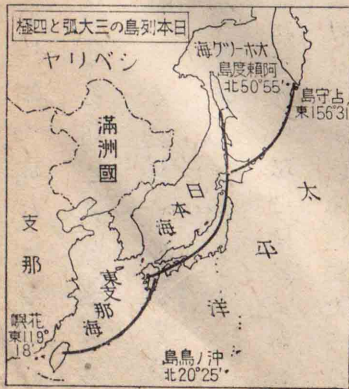 日本列島の三大弧と四極
シベリヤ
オホーツク海
阿頼度島
北50°55′
占守島
東156°31
滿洲國
日本海
太平洋
支那
東支那海
花嶼
東119°
18′
沖ノ鳥島
北20°25′